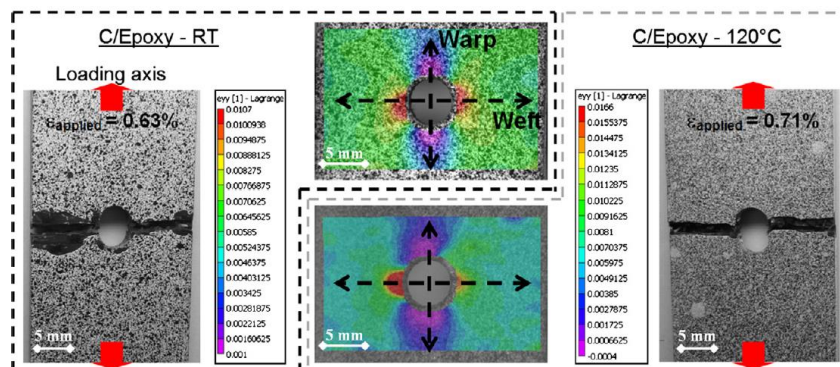 C/Epoxy - RT
Loading axis
εapplied = 0.63%
5 mm
eyy [1] - Lagrange
0.0107
0.0100938
0.0094875
0.00888125
0.008275
0.00766875
0.0070625
0.00645625
0.00585
0.00524375
0.0046375
0.00403125
0.003425
0.00281875
0.0022125
0.00160625
0.001
Warp
Weft
5 mm
5 mm
C/Epoxy - 120°C
eyy [1] - Lagrange
0.0166
0.0155375
0.014475
0.0134125
0.01235
0.0112875
0.010225
0.0091625
0.0081
0.0070375
0.005975
0.0049125
0.00385
0.0027875
0.001725
0.0006625
-0.0004
εapplied = 0.71%
5 mm